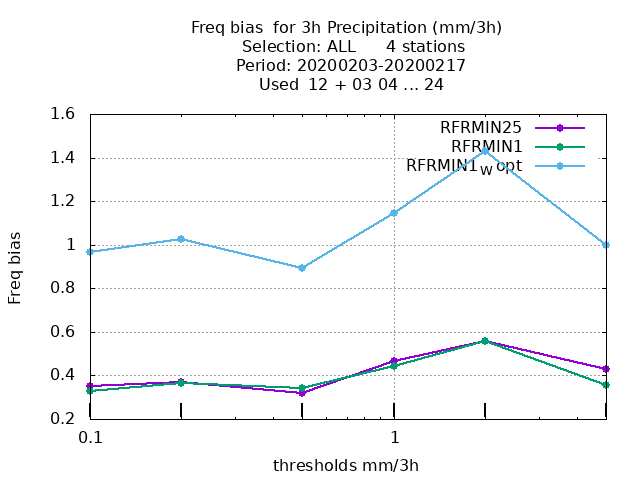 Freq bias  for 3h Precipitation (mm/3h)
Selection: ALL      4 stations
Period: 20200203-20200217
Used  12 + 03 04 ... 24
RFRMIN25
RFRMIN1
RFRMIN1_W opt
Freq bias
1.6
1.4
1.2
1
0.8
0.6
0.4
0.2
0.1
1
thresholds mm/3h